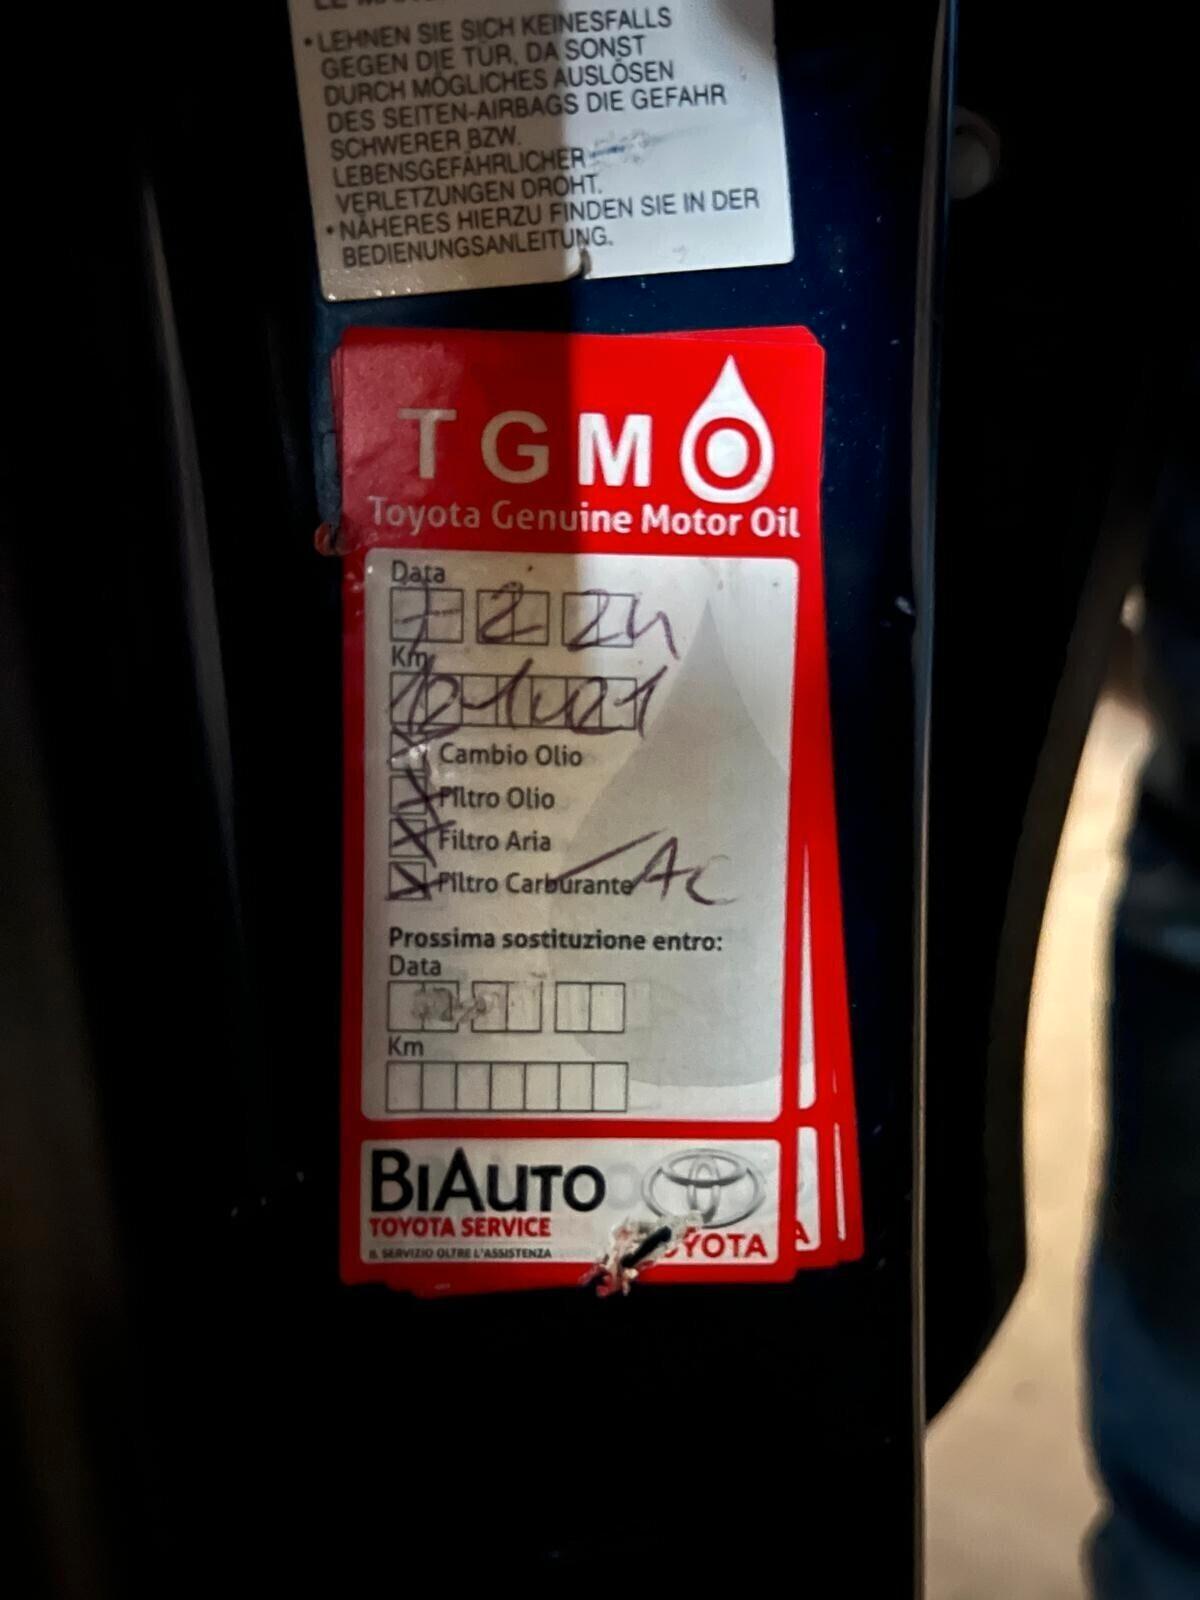 • LEHNEN SIE SICH KEINESFALLS
GEGEN DIE TÜR, DA SONST
DURCH MÖGLICHES AUSLÖSEN
DES SEITEN-AIRBAGS DIE GEFAHR
SCHWERER BZW.
LEBENSGEFÄHRLICHER
VERLETZUNGEN DROHT.
• NÄHERES HIERZU FINDEN SIE IN DER
BEDIENUNGSANLEITUNG.
TGMO
Toyota Genuine Motor Oil
Data
7 2 24
Km
Cambio Olio
Filtro Olio
Filtro Aria
Filtro Carburante AC
Prossima sostituzione entro:
Data
Km
BIAUTO
TOYOTA SERVICE
IL SERVIZIO OLTRE L'ASSISTENZA
TOYOTA